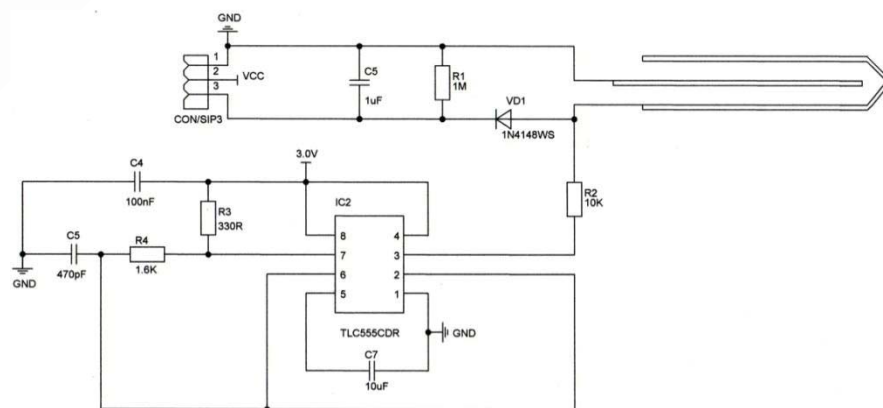 GND
1
2
3
VCC
CON/SIP3
C5
1uF
R1
1M
VD1
1N4148WS
R2
10K
3.0V
C4
100nF
R3
330R
IC2
8
7
6
5
4
3
2
1
C5
470pF
R4
1.6K
GND
GND
TLC555CDR
C7
10uF